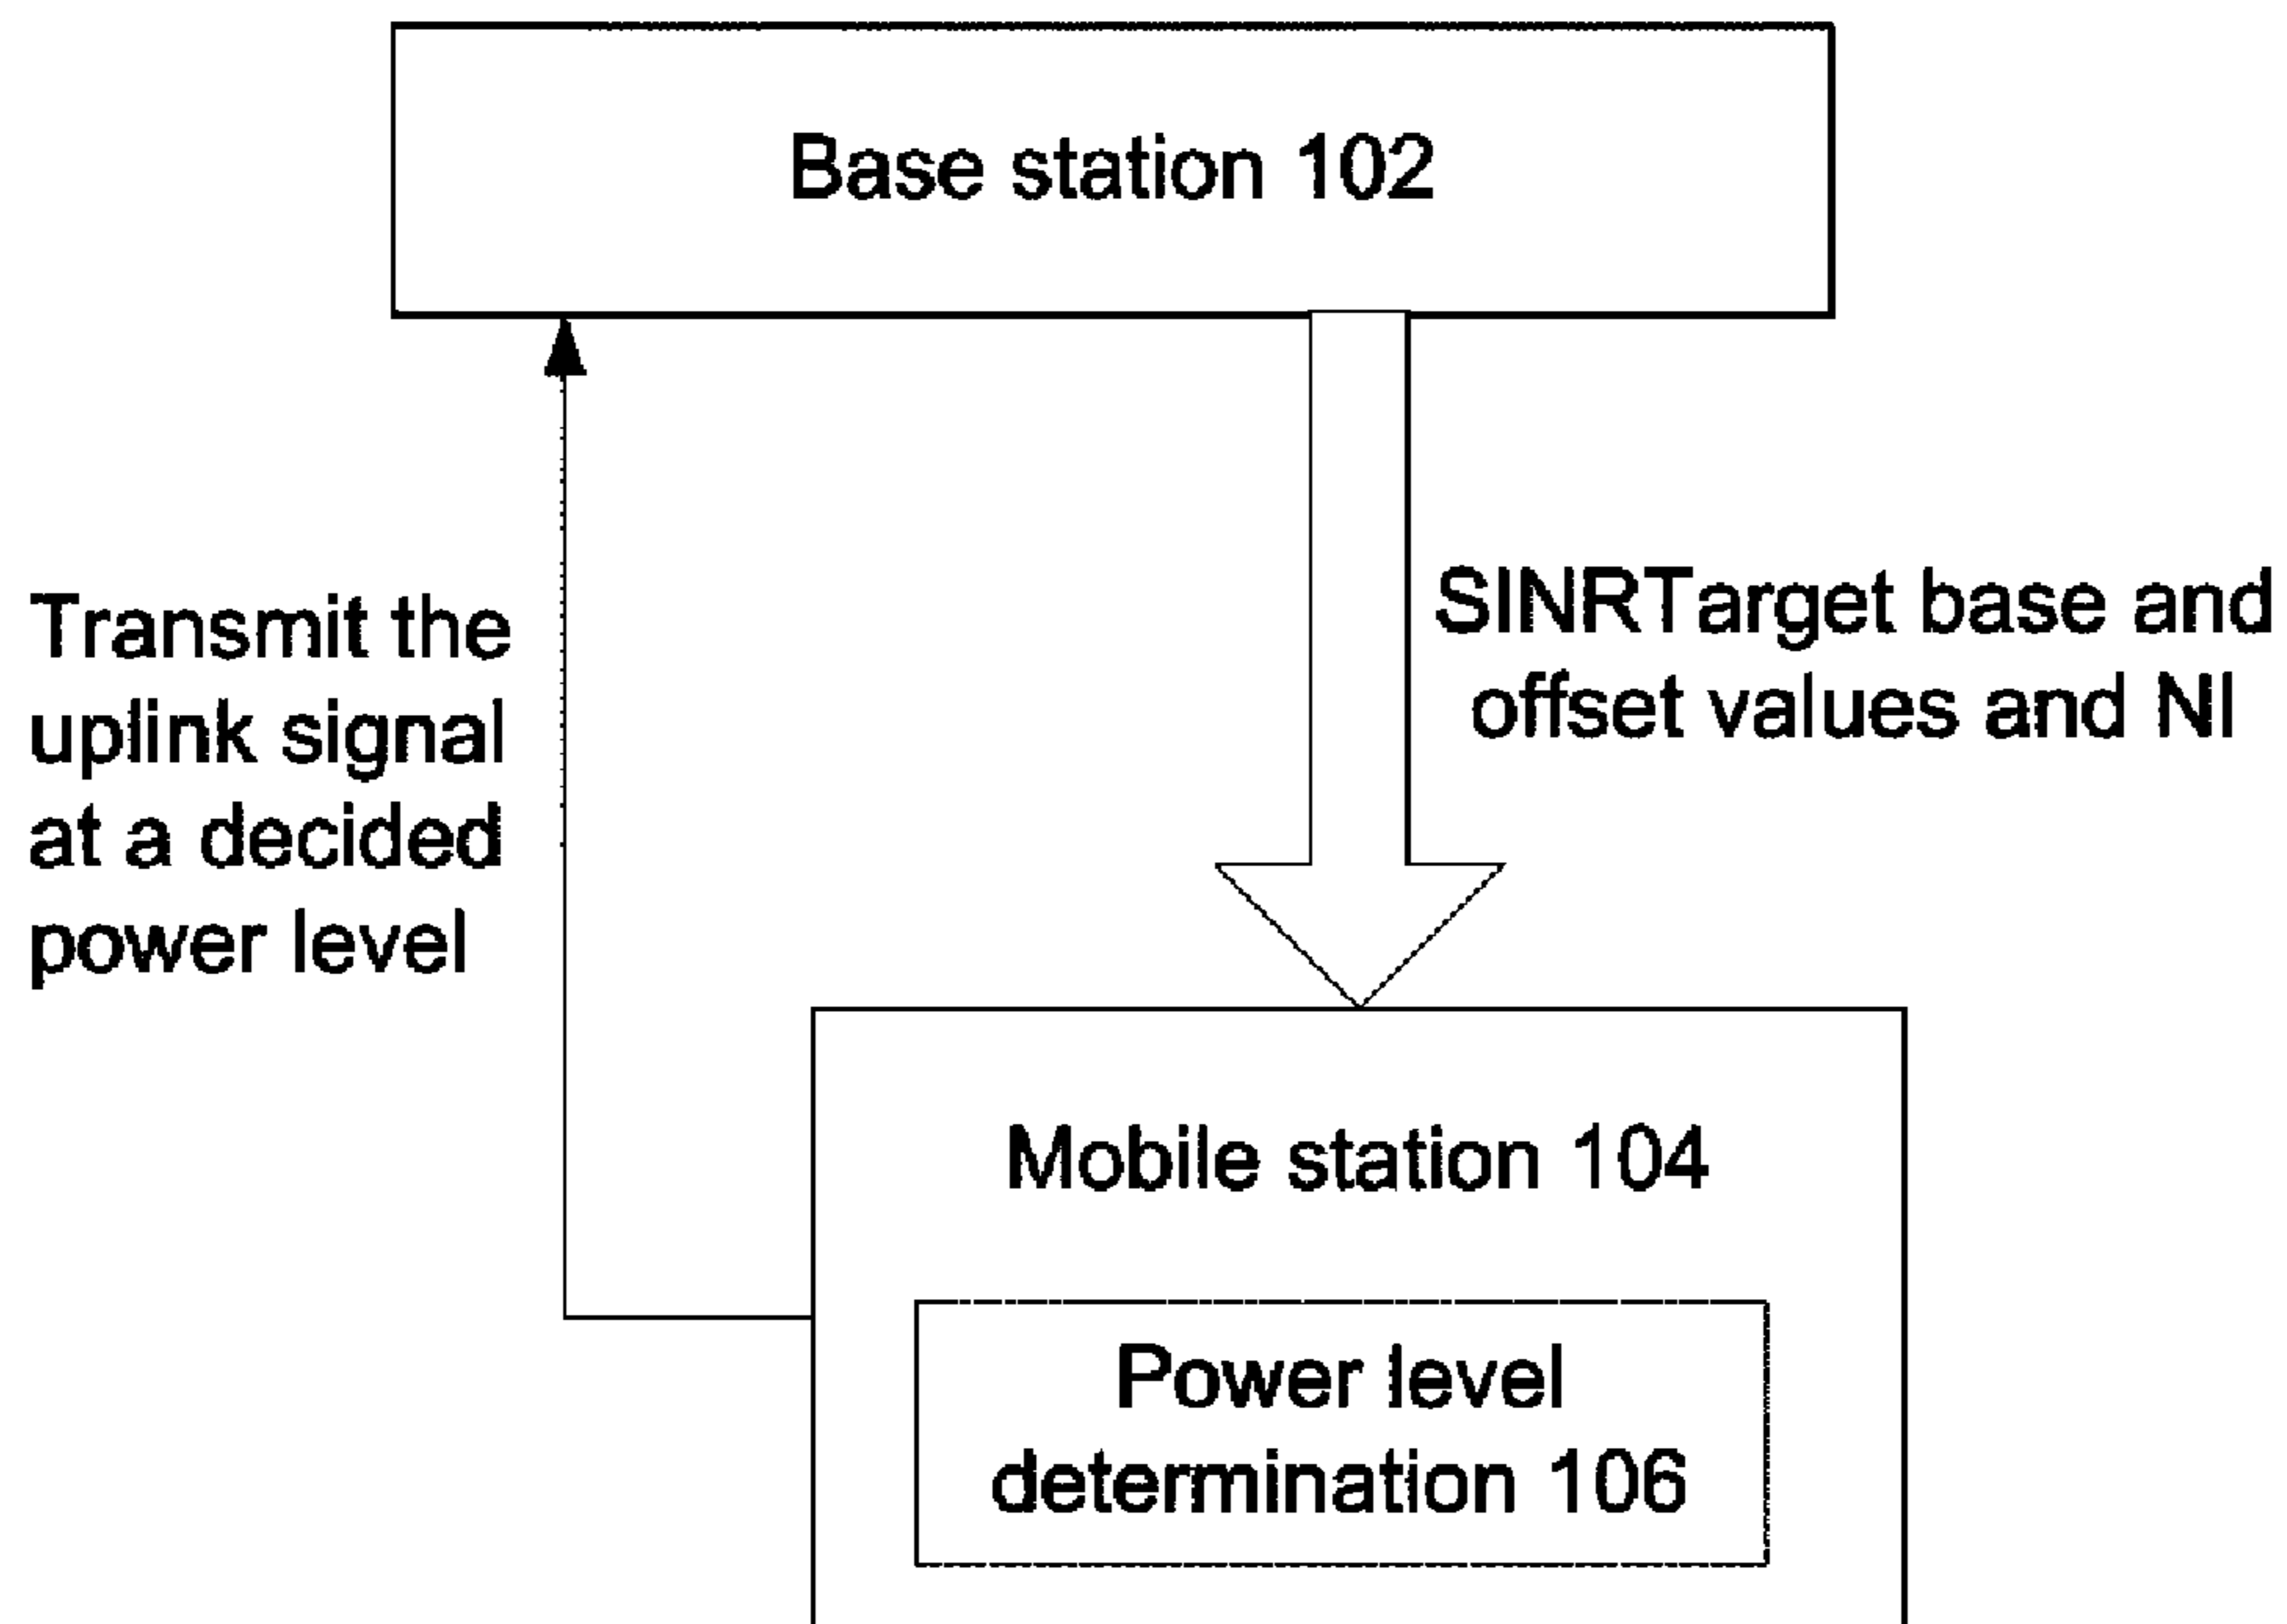 Base station 102
Transmit the
uplink signal
at a decided
power level
SINRTarget base and
offset values and NI
Mobile station 104
Power level
determination 106